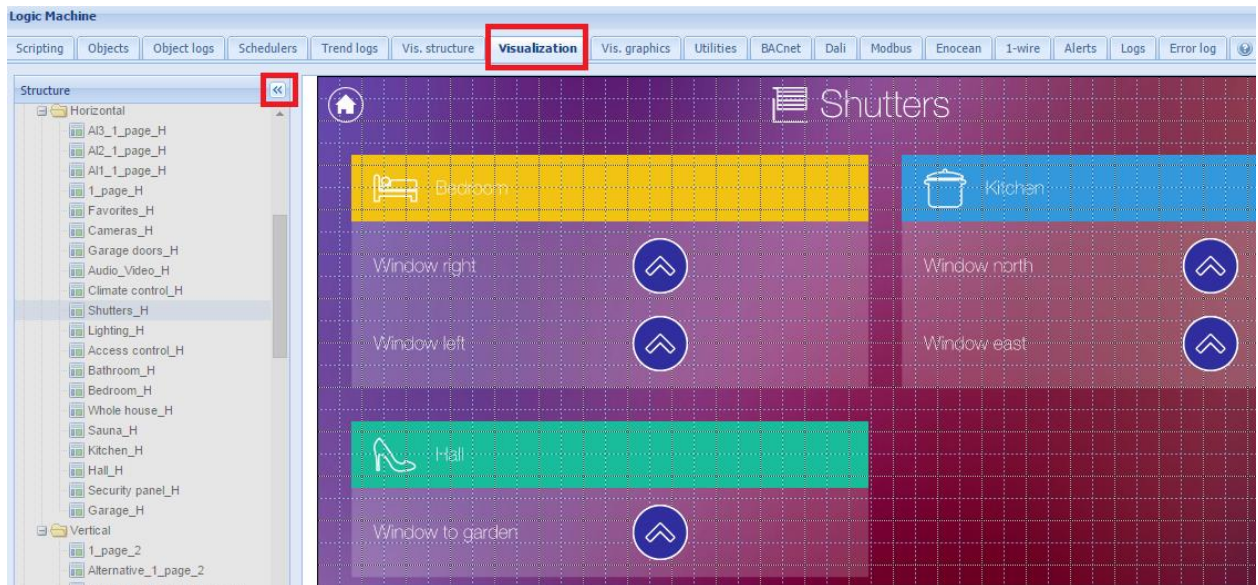 Logic Machine
Scripting Objects Object logs Schedulers Trend logs Vis. structure Visualization Vis. graphics Utilities BACnet Dali Modbus Enocean 1-wire Alerts Logs Error log
Structure
Horizontal
AI3_1_page_H
AI2_1_page_H
AI1_1_page_H
1_page_H
Favorites_H
Cameras_H
Garage doors_H
Audio_Video_H
Climate control_H
Shutters_H
Lighting_H
Access control_H
Bathroom_H
Bedroom_H
Whole house_H
Sauna_H
Kitchen_H
Hall_H
Security panel_H
Garage_H
Vertical
1_page_2
Alternative_1_page_2
Shutters
Bedroom
Window right
Window left
Kitchen
Window north
Window east
Hall
Window to garden